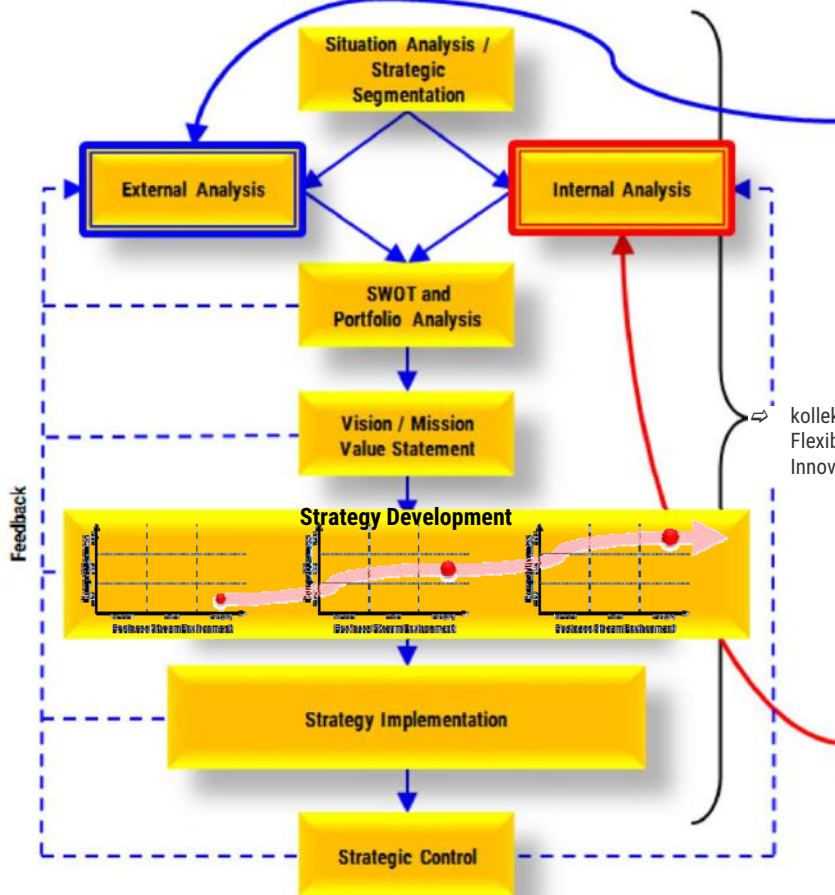 Situation Analysis /
Strategic
Segmentation
External Analysis
Internal Analysis
SWOT and
Portfolio Analysis
Vision / Mission
Value Statement
⇨ kollek
Flexib
Innov
Feedback
Strategy Development
Strategy Implementation
Strategic Control